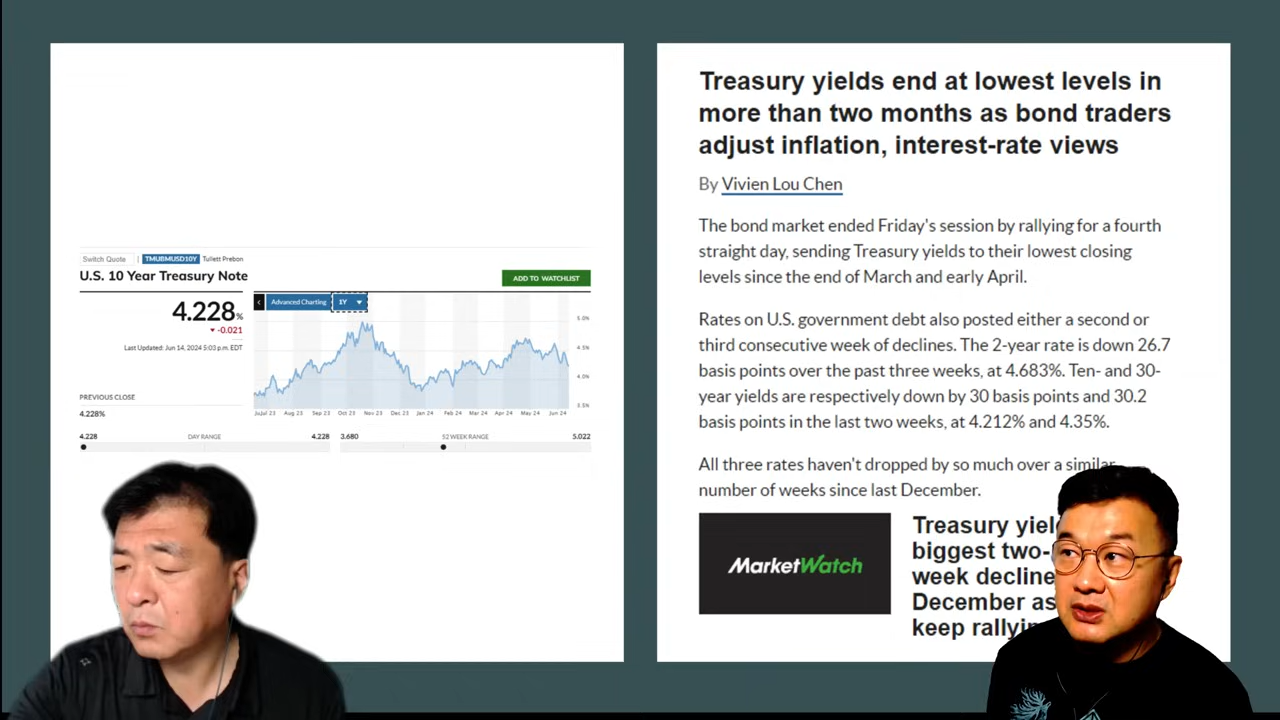 Switch Quote | TMUBMUSD10Y Tullett Prebon
U.S. 10 Year Treasury Note
ADD TO WATCHLIST
4.228%
-0.021
Last Updated: Jun 14, 2024 5:03 p.m. EDT
PREVIOUS CLOSE
4.228%
Advanced Charting 1Y
5.0%
4.5%
4.0%
3.5%
Jul 23 Aug 23 Sep 23 Oct 23 Nov 23 Dec 23 Jan 24 Feb 24 Mar 24 Apr 24 May 24 Jun 24
4.228 DAY RANGE 4.228
3.680 52 WEEK RANGE 5.022
Treasury yields end at lowest levels in
more than two months as bond traders
adjust inflation, interest-rate views
By Vivien Lou Chen
The bond market ended Friday's session by rallying for a fourth
straight day, sending Treasury yields to their lowest closing
levels since the end of March and early April.
Rates on U.S. government debt also posted either a second or
third consecutive week of declines. The 2-year rate is down 26.7
basis points over the past three weeks, at 4.683%. Ten- and 30-
year yields are respectively down by 30 basis points and 30.2
basis points in the last two weeks, at 4.212% and 4.35%.
All three rates haven't dropped by so much over a similar
number of weeks since last December.
MarketWatch
Treasury
biggest
week decline
December as
keep